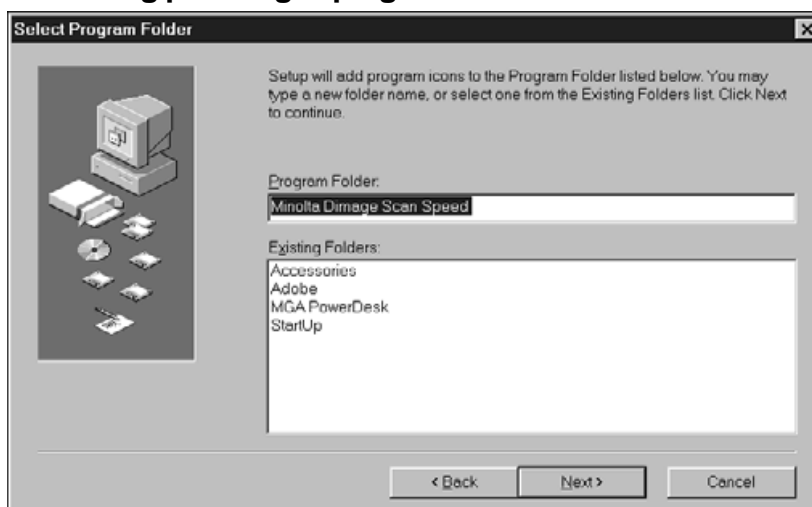 Select Program Folder
Setup will add program icons to the Program Folder listed below. You may
type a new folder name, or select one from the Existing Folders list. Click Next
to continue.
Program Folder:
Minolta Dimage Scan Speed
Existing Folders:
Accessories
Adobe
MGA PowerDesk
StartUp
< Back
Next >
Cancel